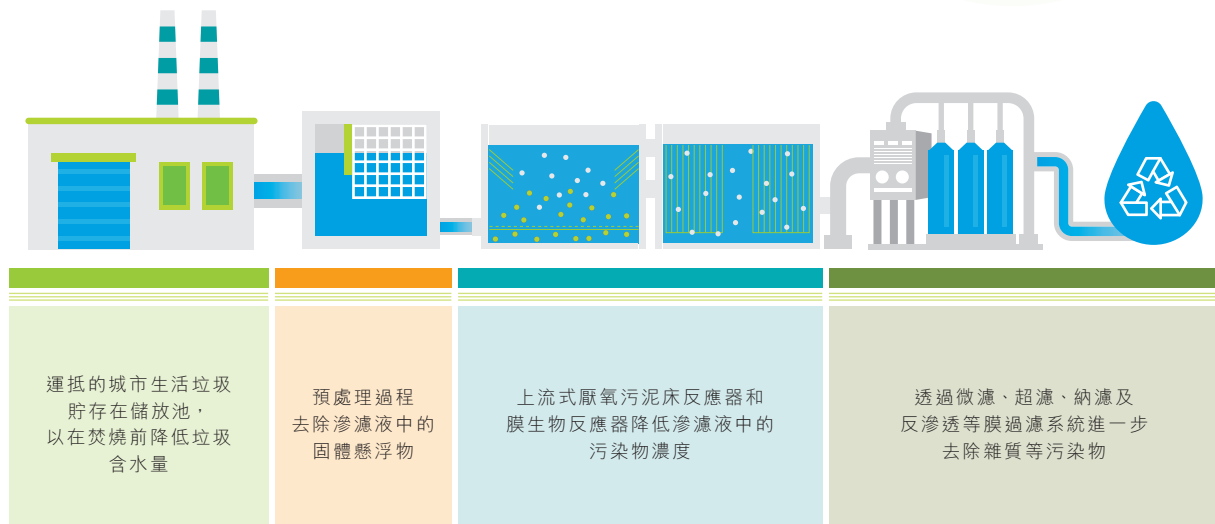 運抵的城市生活垃圾
貯存在儲放池，
以在焚燒前降低垃圾
含水量
預處理過程
去除滲濾液中的
固體懸浮物
上流式厭氧污泥床反應器和
膜生物反應器降低滲濾液中的
污染物濃度
透過微濾、超濾、納濾及
反滲透等膜過濾系統進一步
去除雜質等污染物